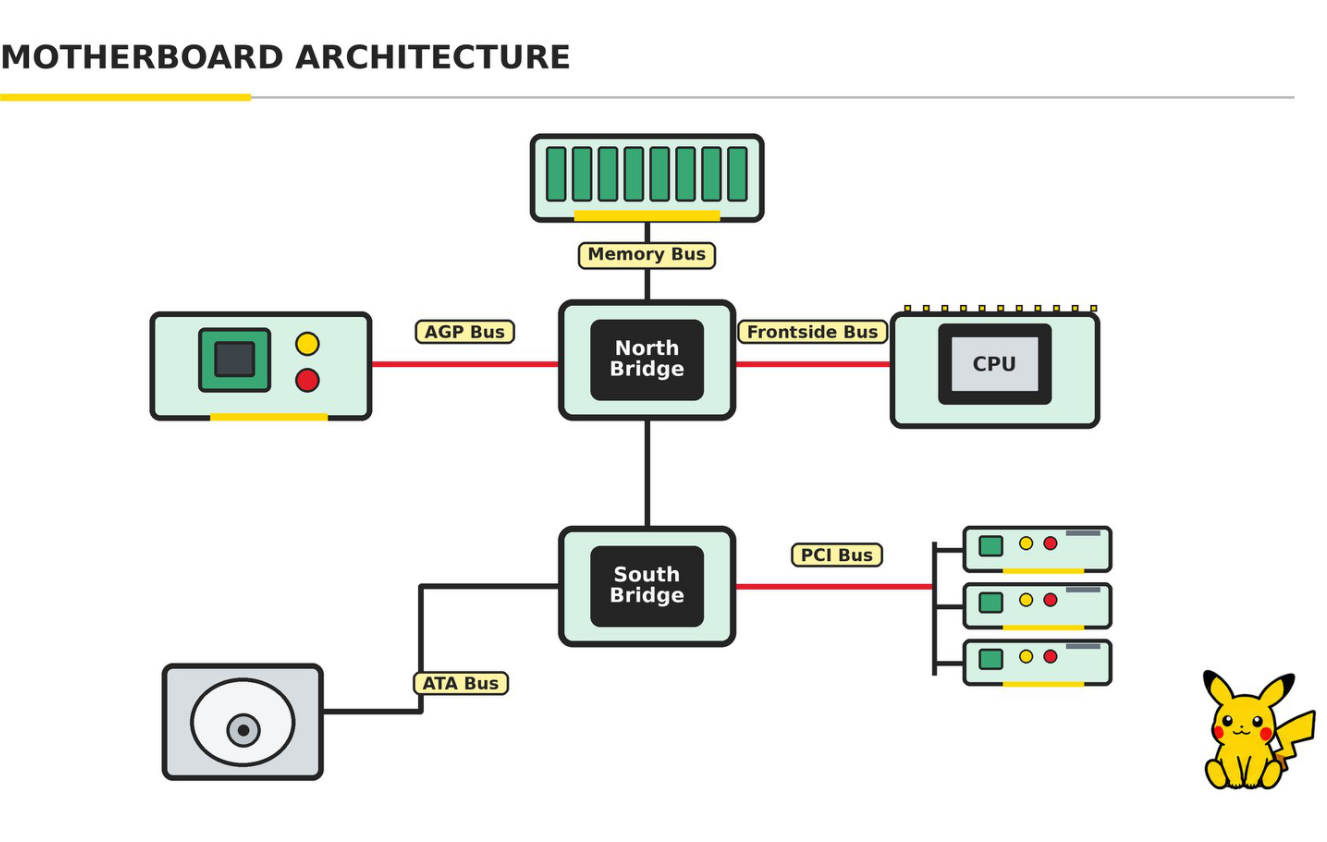 MOTHERBOARD ARCHITECTURE
Memory Bus
AGP Bus
North
Bridge
Frontside Bus
CPU
South
Bridge
PCI Bus
ATA Bus